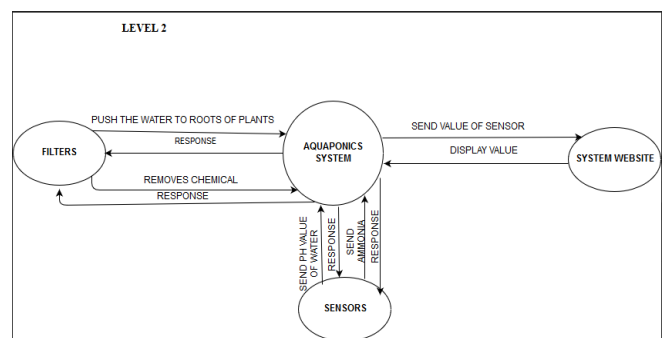 LEVEL 2
PUSH THE WATER TO ROOTS OF PLANTS
RESPONSE
FILTERS
REMOVES CHEMICAL
RESPONSE
AQUAPONICS
SYSTEM
SEND VALUE OF SENSOR
DISPLAY VALUE
SYSTEM WEBSITE
SEND PH VALUE
OF WATER
RESPONSE
SEND
AMMONIA
RESPONSE
SENSORS